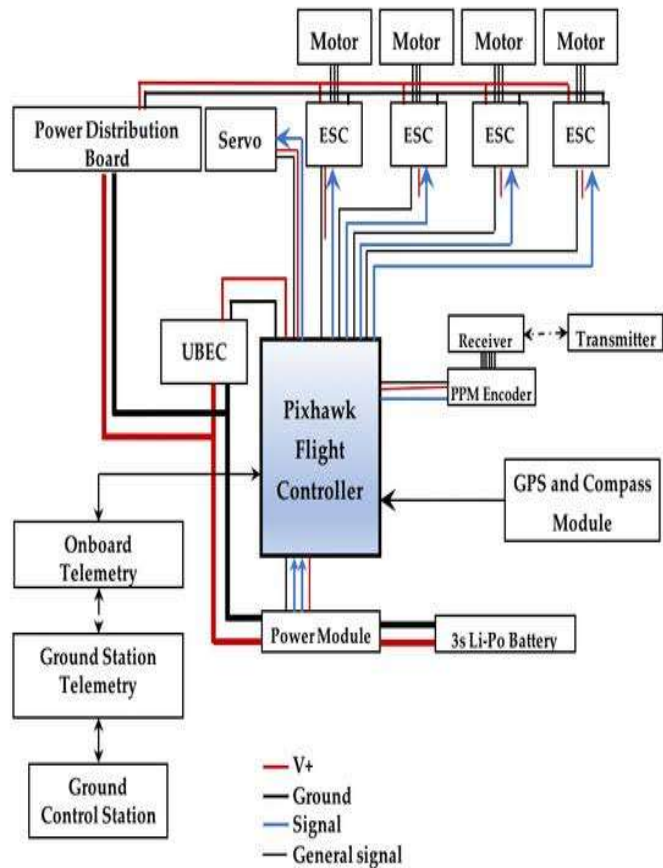 Motor
Motor
Motor
Motor
Power Distribution
Board
Servo
ESC
ESC
ESC
ESC
UBEC
Receiver
Transmitter
PPM Encoder
Pixhawk
Flight
Controller
GPS and Compass
Module
Onboard
Telemetry
Power Module
3s Li-Po Battery
Ground Station
Telemetry
Ground
Control Station
V+
Ground
Signal
General signal